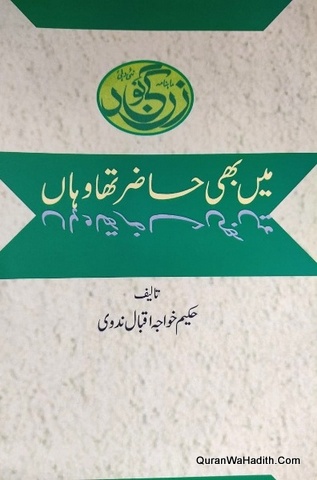 ماہنامہ نئی دہلی
زندگی نو
میں بھی حاضر تھا وہاں
تالیف
حکیم خواجہ اقبال ندوی
QuranWaHadith.Com